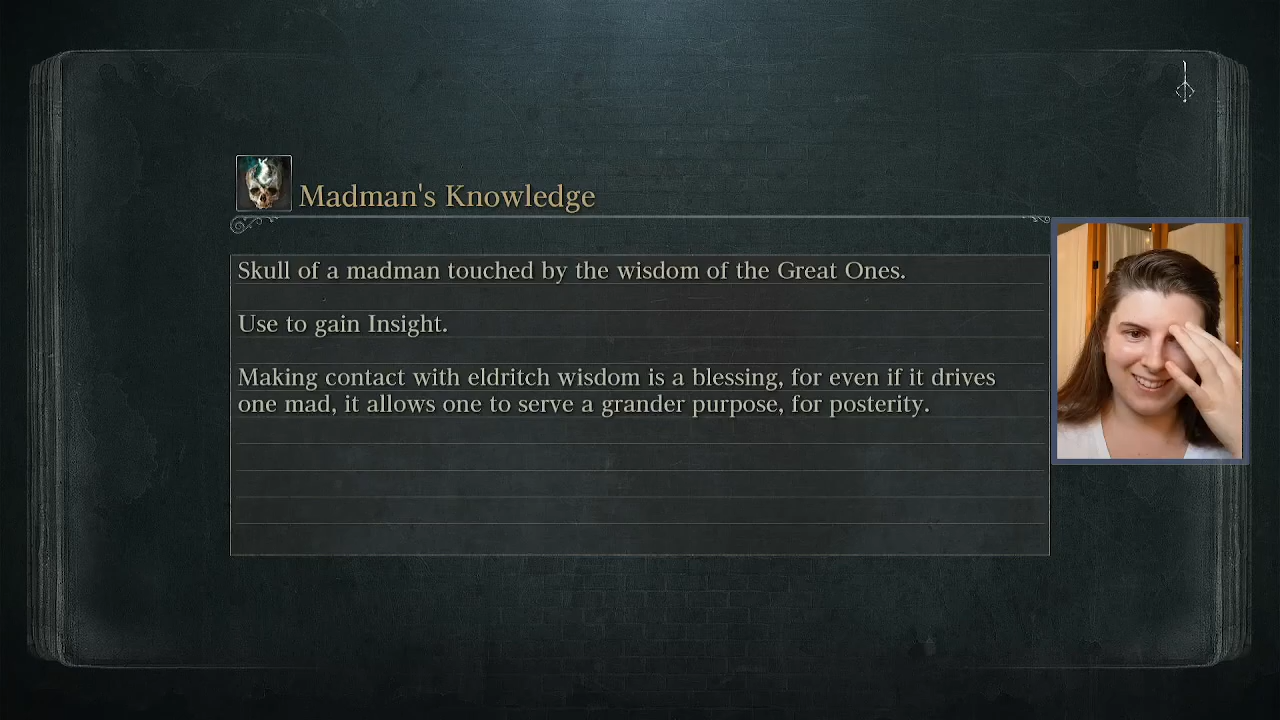 Madman's Knowledge
Skull of a madman touched by the wisdom of the Great Ones.
Use to gain Insight.
Making contact with eldritch wisdom is a blessing, for even if it drives
one mad, it allows one to serve a grander purpose, for posterity.